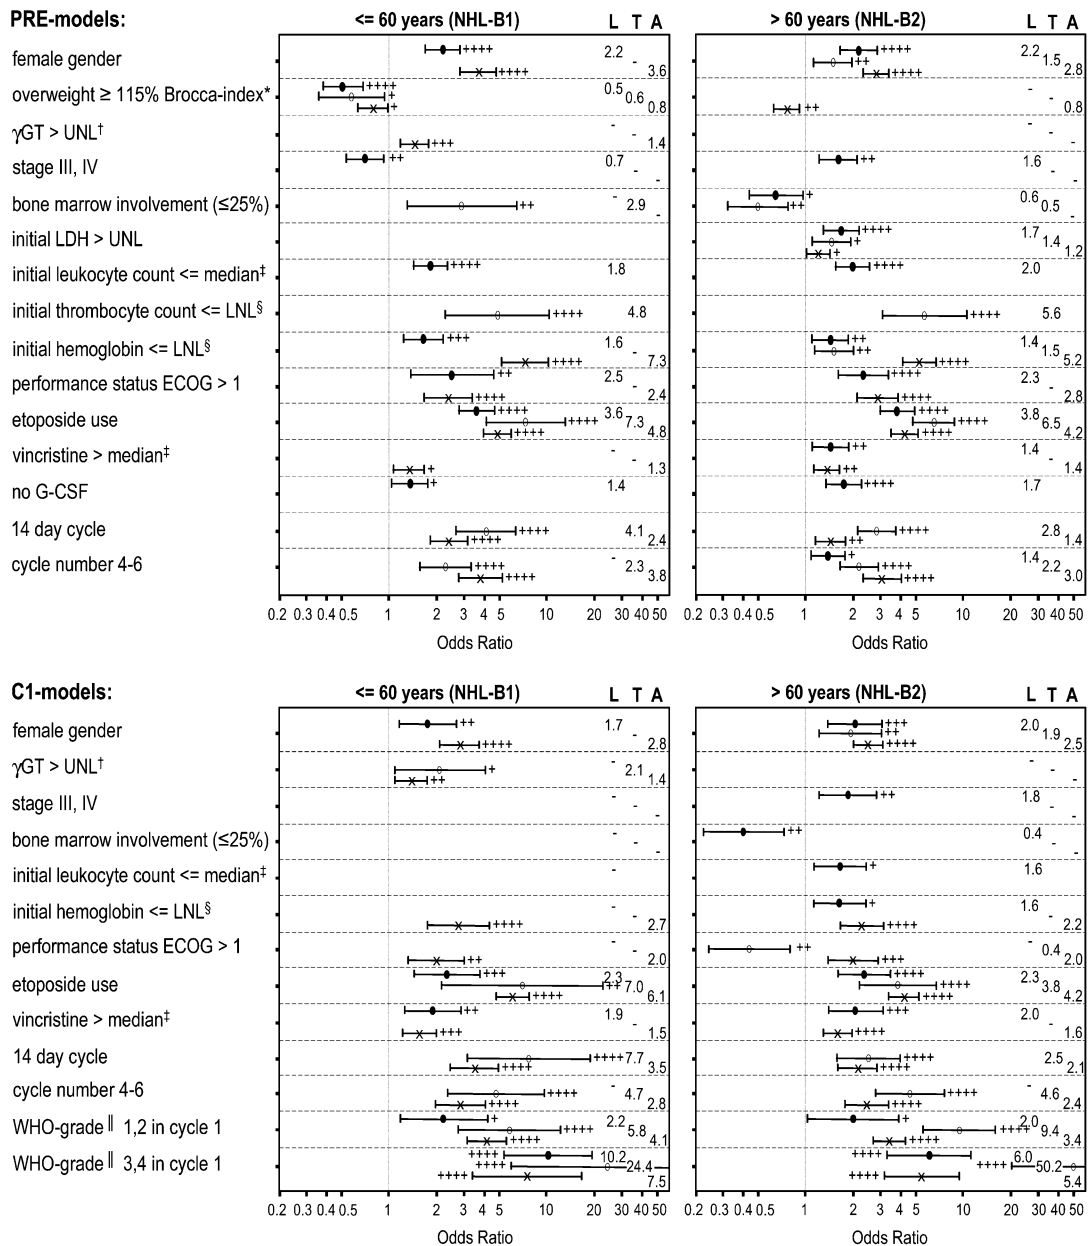 PRE-models: <= 60 years (NHL-B1) L T A > 60 years (NHL-B2) L T A
female gender ++++ 2.2 - ++++ 3.6 ++++ 2.2 ++ 1.5 ++++ 2.8
overweight ≥ 115% Brocca-index* ++++ 0.5 + 0.6 + 0.8 - - ++ 0.8
γGT > UNL† - - +++ 1.4 - - -
stage III, IV ++ 0.7 - - ++ 1.6 - -
bone marrow involvement (≤25%) - ++ 2.9 - + 0.6 ++ 0.5 -
initial LDH > UNL ++++ 1.7 + 1.4 + 1.2
initial leukocyte count <= median‡ ++++ 1.8 ++++ 2.0
initial thrombocyte count <= LNL§ ++++ 4.8 ++++ 5.6
initial hemoglobin <= LNL§ +++ 1.6 - ++++ 7.3 ++ 1.4 ++ 1.5 ++++ 5.2
performance status ECOG > 1 ++ 2.5 - ++++ 2.4 ++++ 2.3 - ++++ 2.8
etoposide use ++++ 3.6 ++++ 7.3 ++++ 4.8 ++++ 3.8 ++++ 6.5 ++++ 4.2
vincristine > median‡ - - + 1.3 ++ 1.4 - ++ 1.4
no G-CSF + 1.4 ++++ 1.7
14 day cycle ++++ 4.1 ++++ 2.4 ++++ 2.8 ++ 1.4
cycle number 4-6 - ++++ 2.3 ++++ 3.8 + 1.4 ++++ 2.2 ++++ 3.0
0.2 0.3 0.4 0.5 1 2 3 4 5 10 20 30 40 50 0.2 0.3 0.4 0.5 1 2 3 4 5 10 20 30 40 50
Odds Ratio Odds Ratio
C1-models: <= 60 years (NHL-B1) L T A > 60 years (NHL-B2) L T A
female gender ++ 1.7 - ++++ 2.8 +++ 2.0 ++ 1.9 ++++ 2.5
γGT > UNL† - + 2.1 ++ 1.4 - - -
stage III, IV - - - ++ 1.8 - -
bone marrow involvement (≤25%) - - - ++ 0.4 - -
initial leukocyte count <= median‡ - + 1.6
initial hemoglobin <= LNL§ - - ++++ 2.7 + 1.6 - ++++ 2.2
performance status ECOG > 1 - - ++ 2.0 - ++ 0.4 +++ 2.0
etoposide use +++ 2.3 7.0 ++++ 6.1 ++++ 2.3 ++++ 3.8 ++++ 4.2
vincristine > median‡ ++ 1.9 - +++ 1.5 +++ 2.0 - ++++ 1.6
14 day cycle ++++ 7.7 ++++ 3.5 ++++ 2.5 ++++ 2.1
cycle number 4-6 - ++++ 4.7 ++++ 2.8 - ++++ 4.6 ++++ 2.4
WHO-grade ‖ 1,2 in cycle 1 + 2.2 ++++ 5.8 ++++ 4.1 + 2.0 ++++ 9.4 ++++ 3.4
WHO-grade ‖ 3,4 in cycle 1 ++++ 10.2 ++++ 24.4 ++++ 7.5 ++++ 6.0 ++++ 50.2 ++++ 5.4
0.2 0.3 0.4 0.5 1 2 3 4 5 10 20 30 40 50 0.2 0.3 0.4 0.5 1 2 3 4 5 10 20 30 40 50
Odds Ratio Odds Ratio